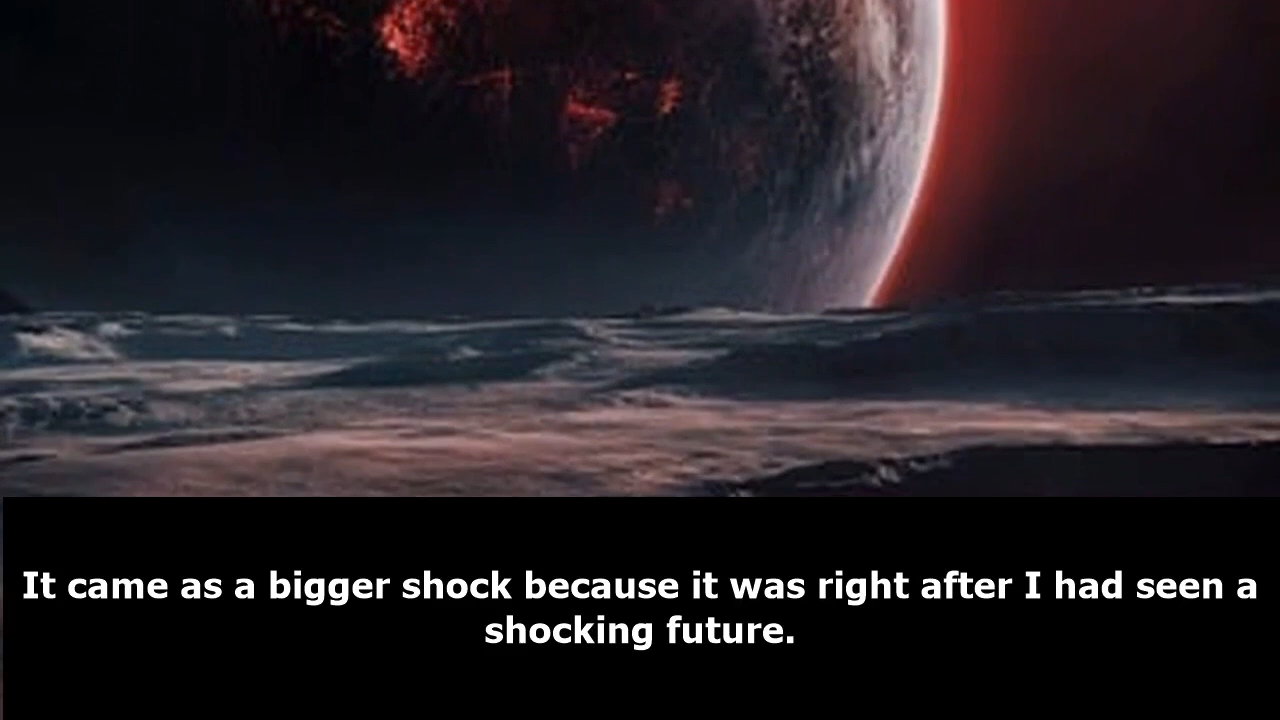 It came as a bigger shock because it was right after I had seen a
shocking future.